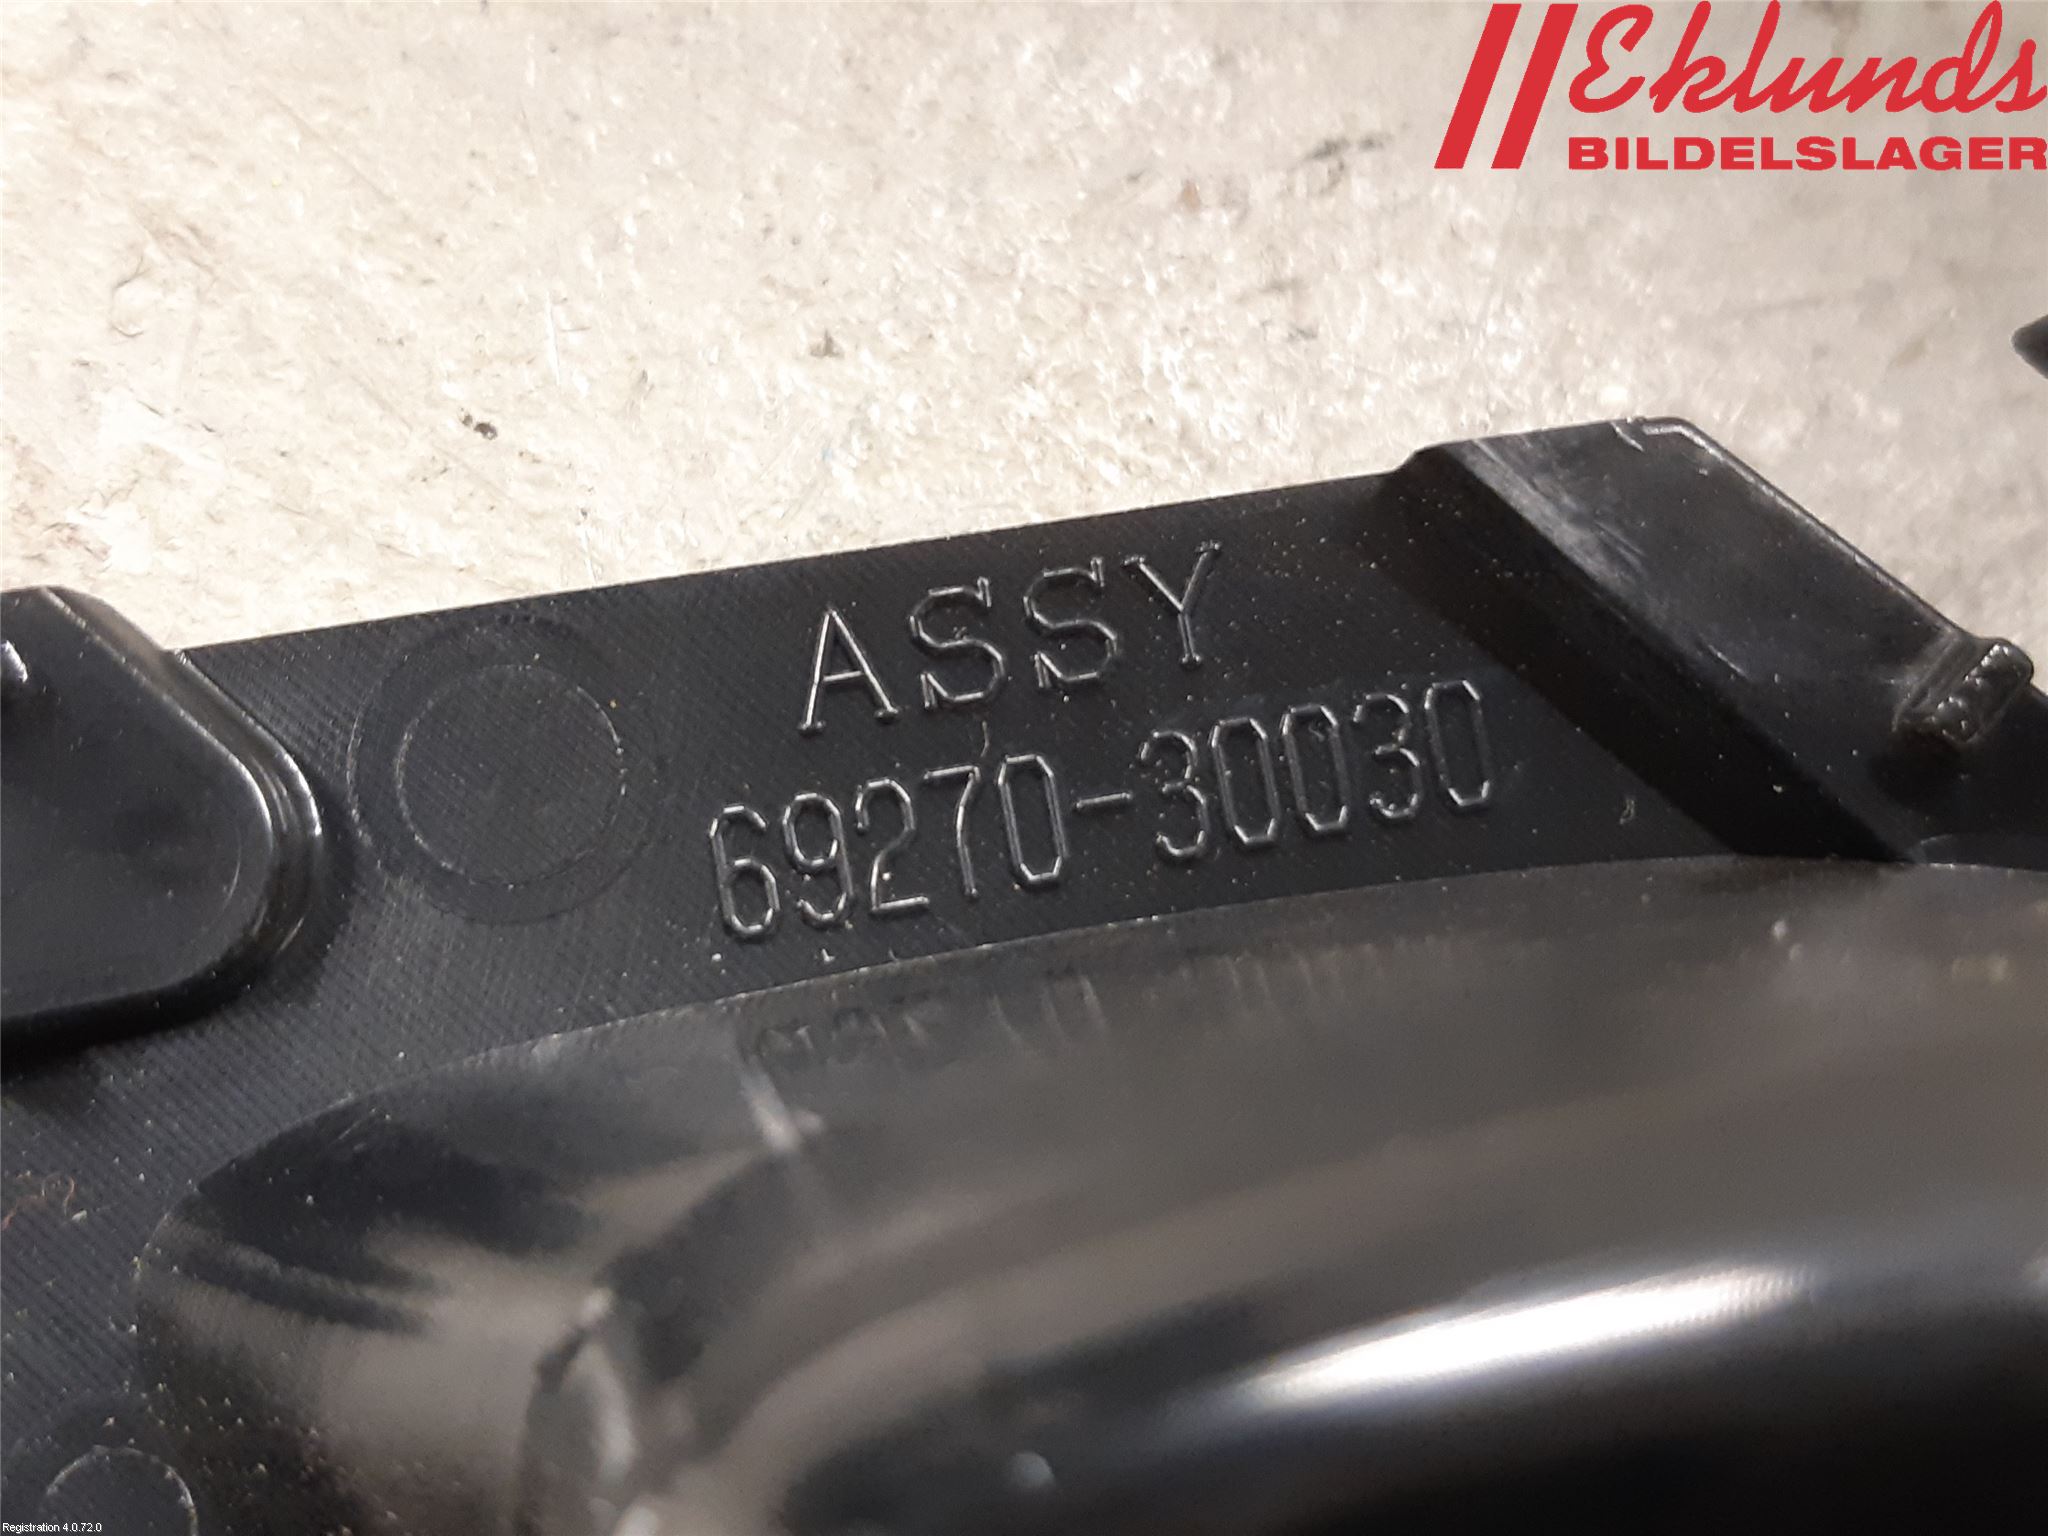 Eklunds
BILDELSLAGER
ASSY
69270-30030
Registration 4.0.72.0